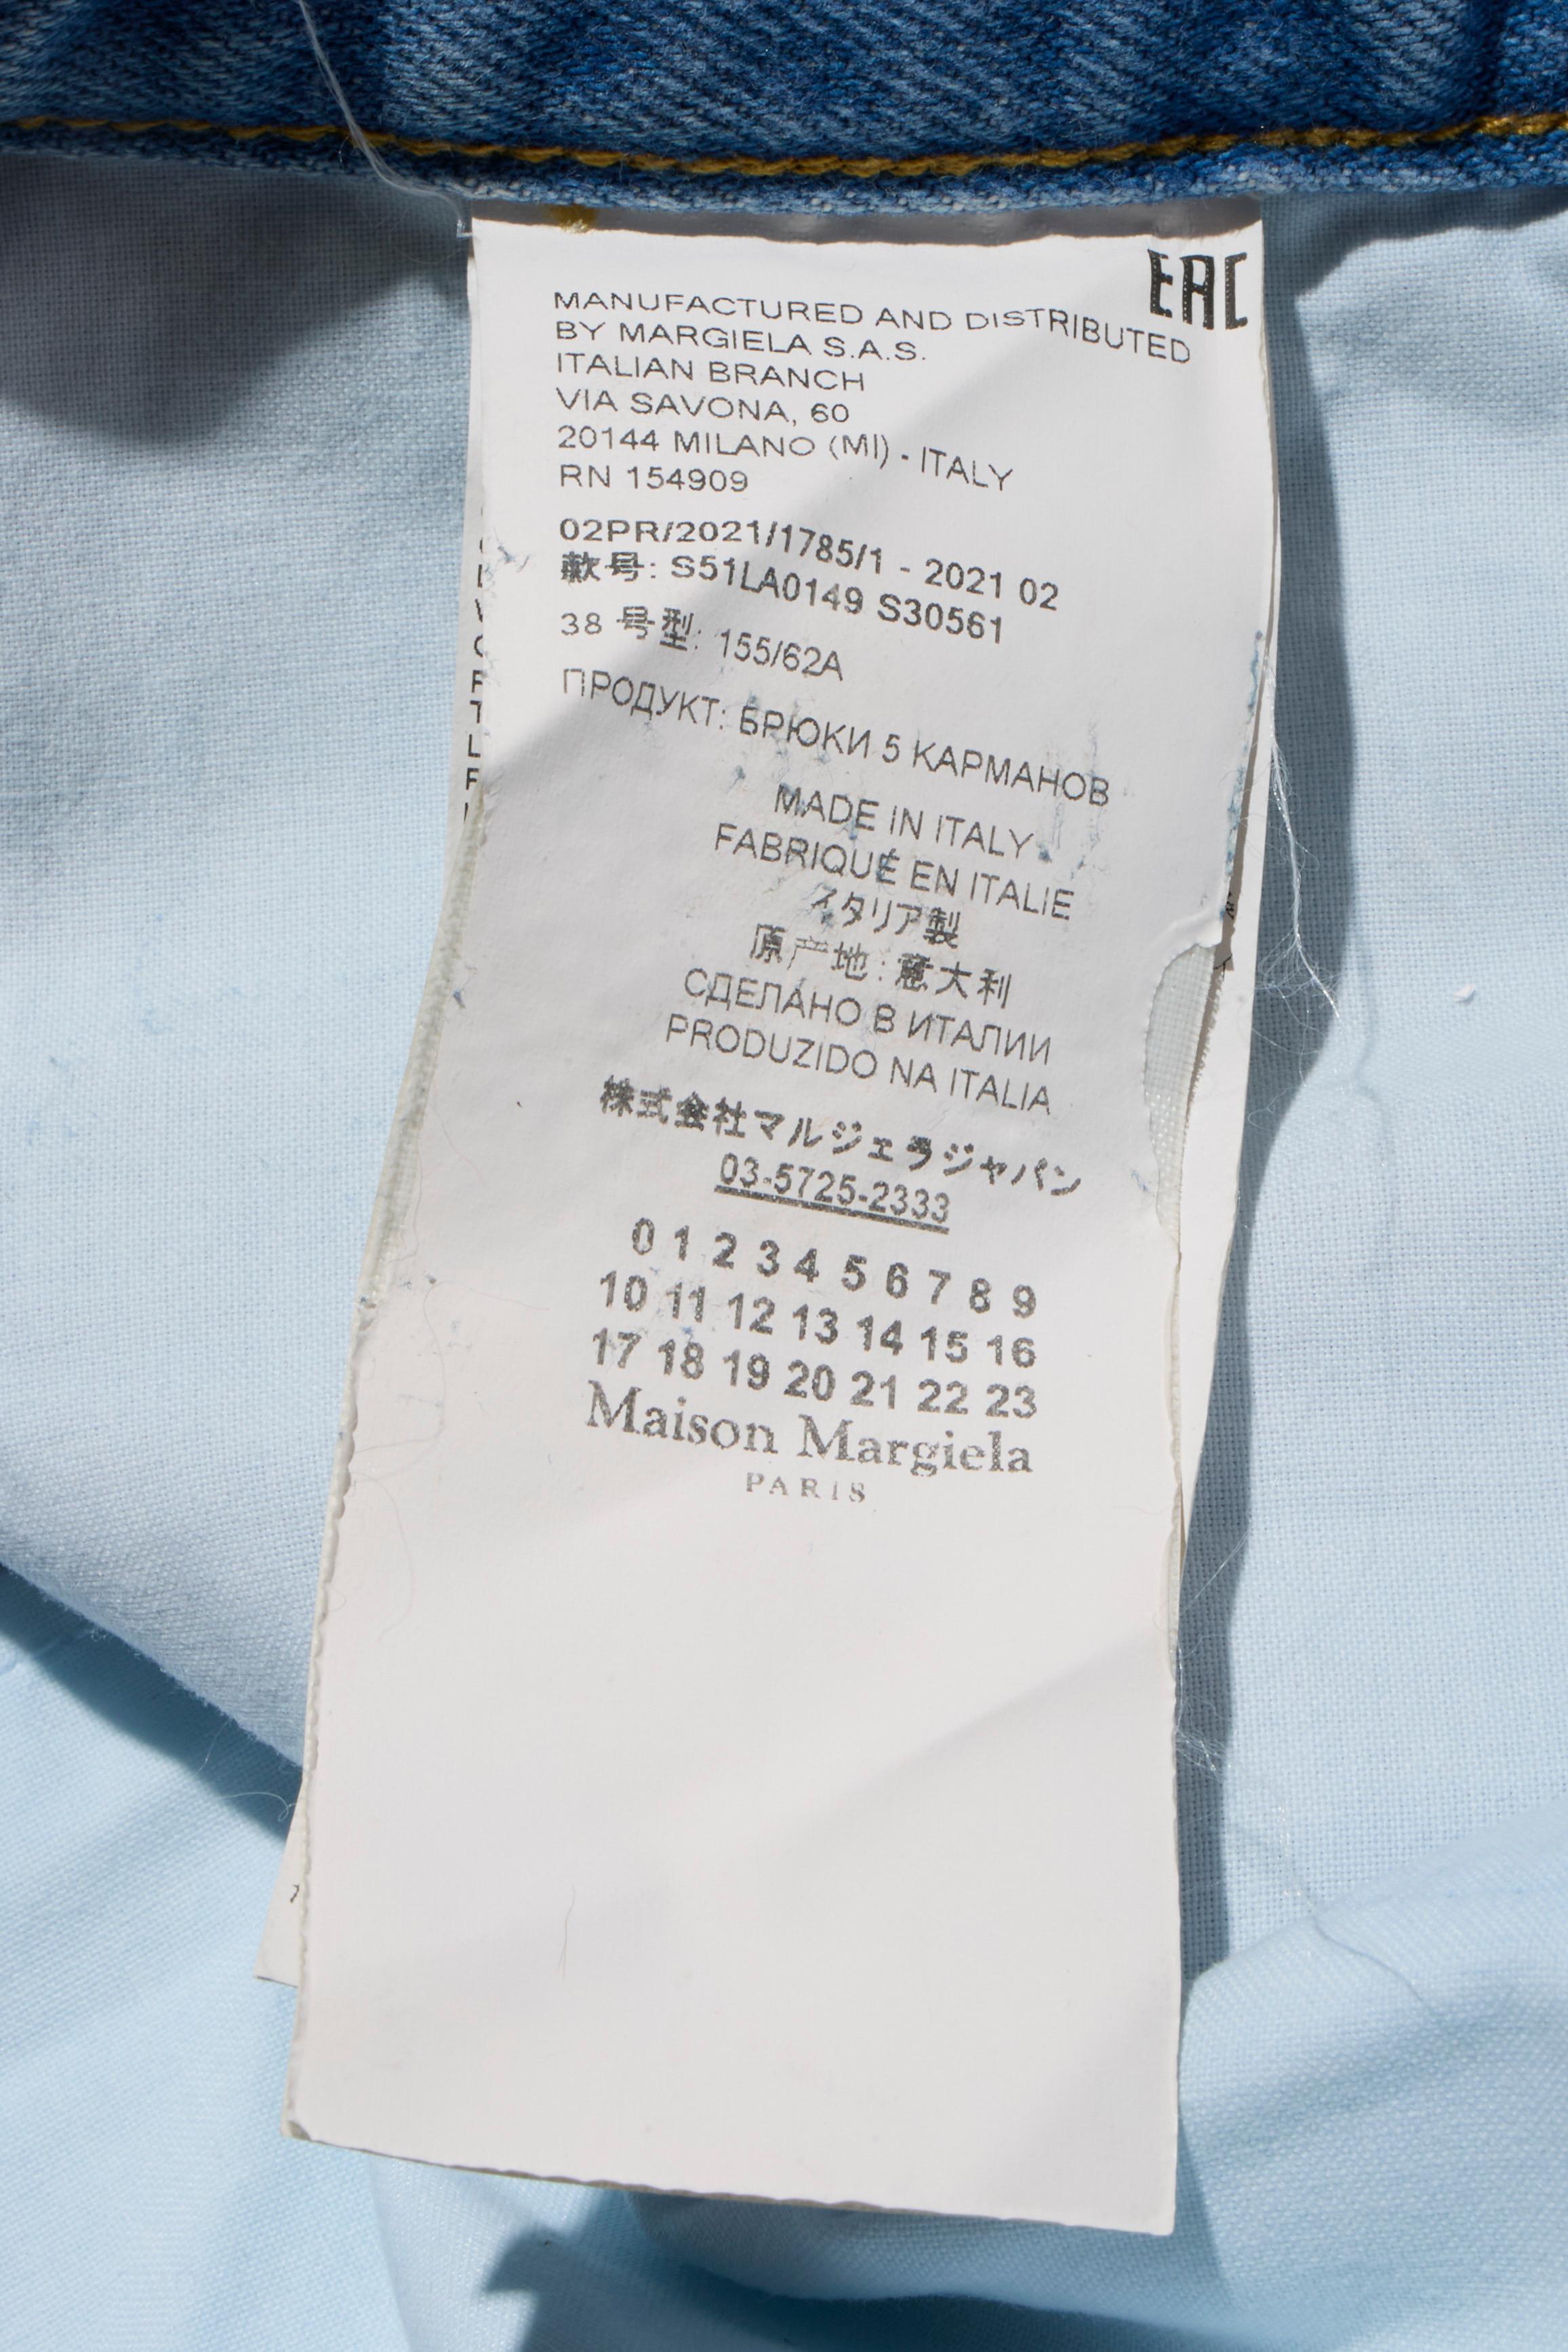 EAC
MANUFACTURED AND DISTRIBUTED
BY MARGIELA S.A.S.
ITALIAN BRANCH
VIA SAVONA, 60
20144 MILANO (MI) - ITALY
RN 154909
02PR/2021/1785/1 - 2021 02
款号: S51LA0149 S30561
38 号型: 155/62A
ПРОДУКТ: БРЮКИ 5 КАРМАНОВ
MADE IN ITALY
FABRIQUÉ EN ITALIE
イタリア製
原产地: 意大利
СДЕЛАНО В ИТАЛИИ
PRODUZIDO NA ITALIA
株式会社マルジェラジャパン
03-5725-2333
0 1 2 3 4 5 6 7 8 9
10 11 12 13 14 15 16
17 18 19 20 21 22 23
Maison Margiela
PARIS